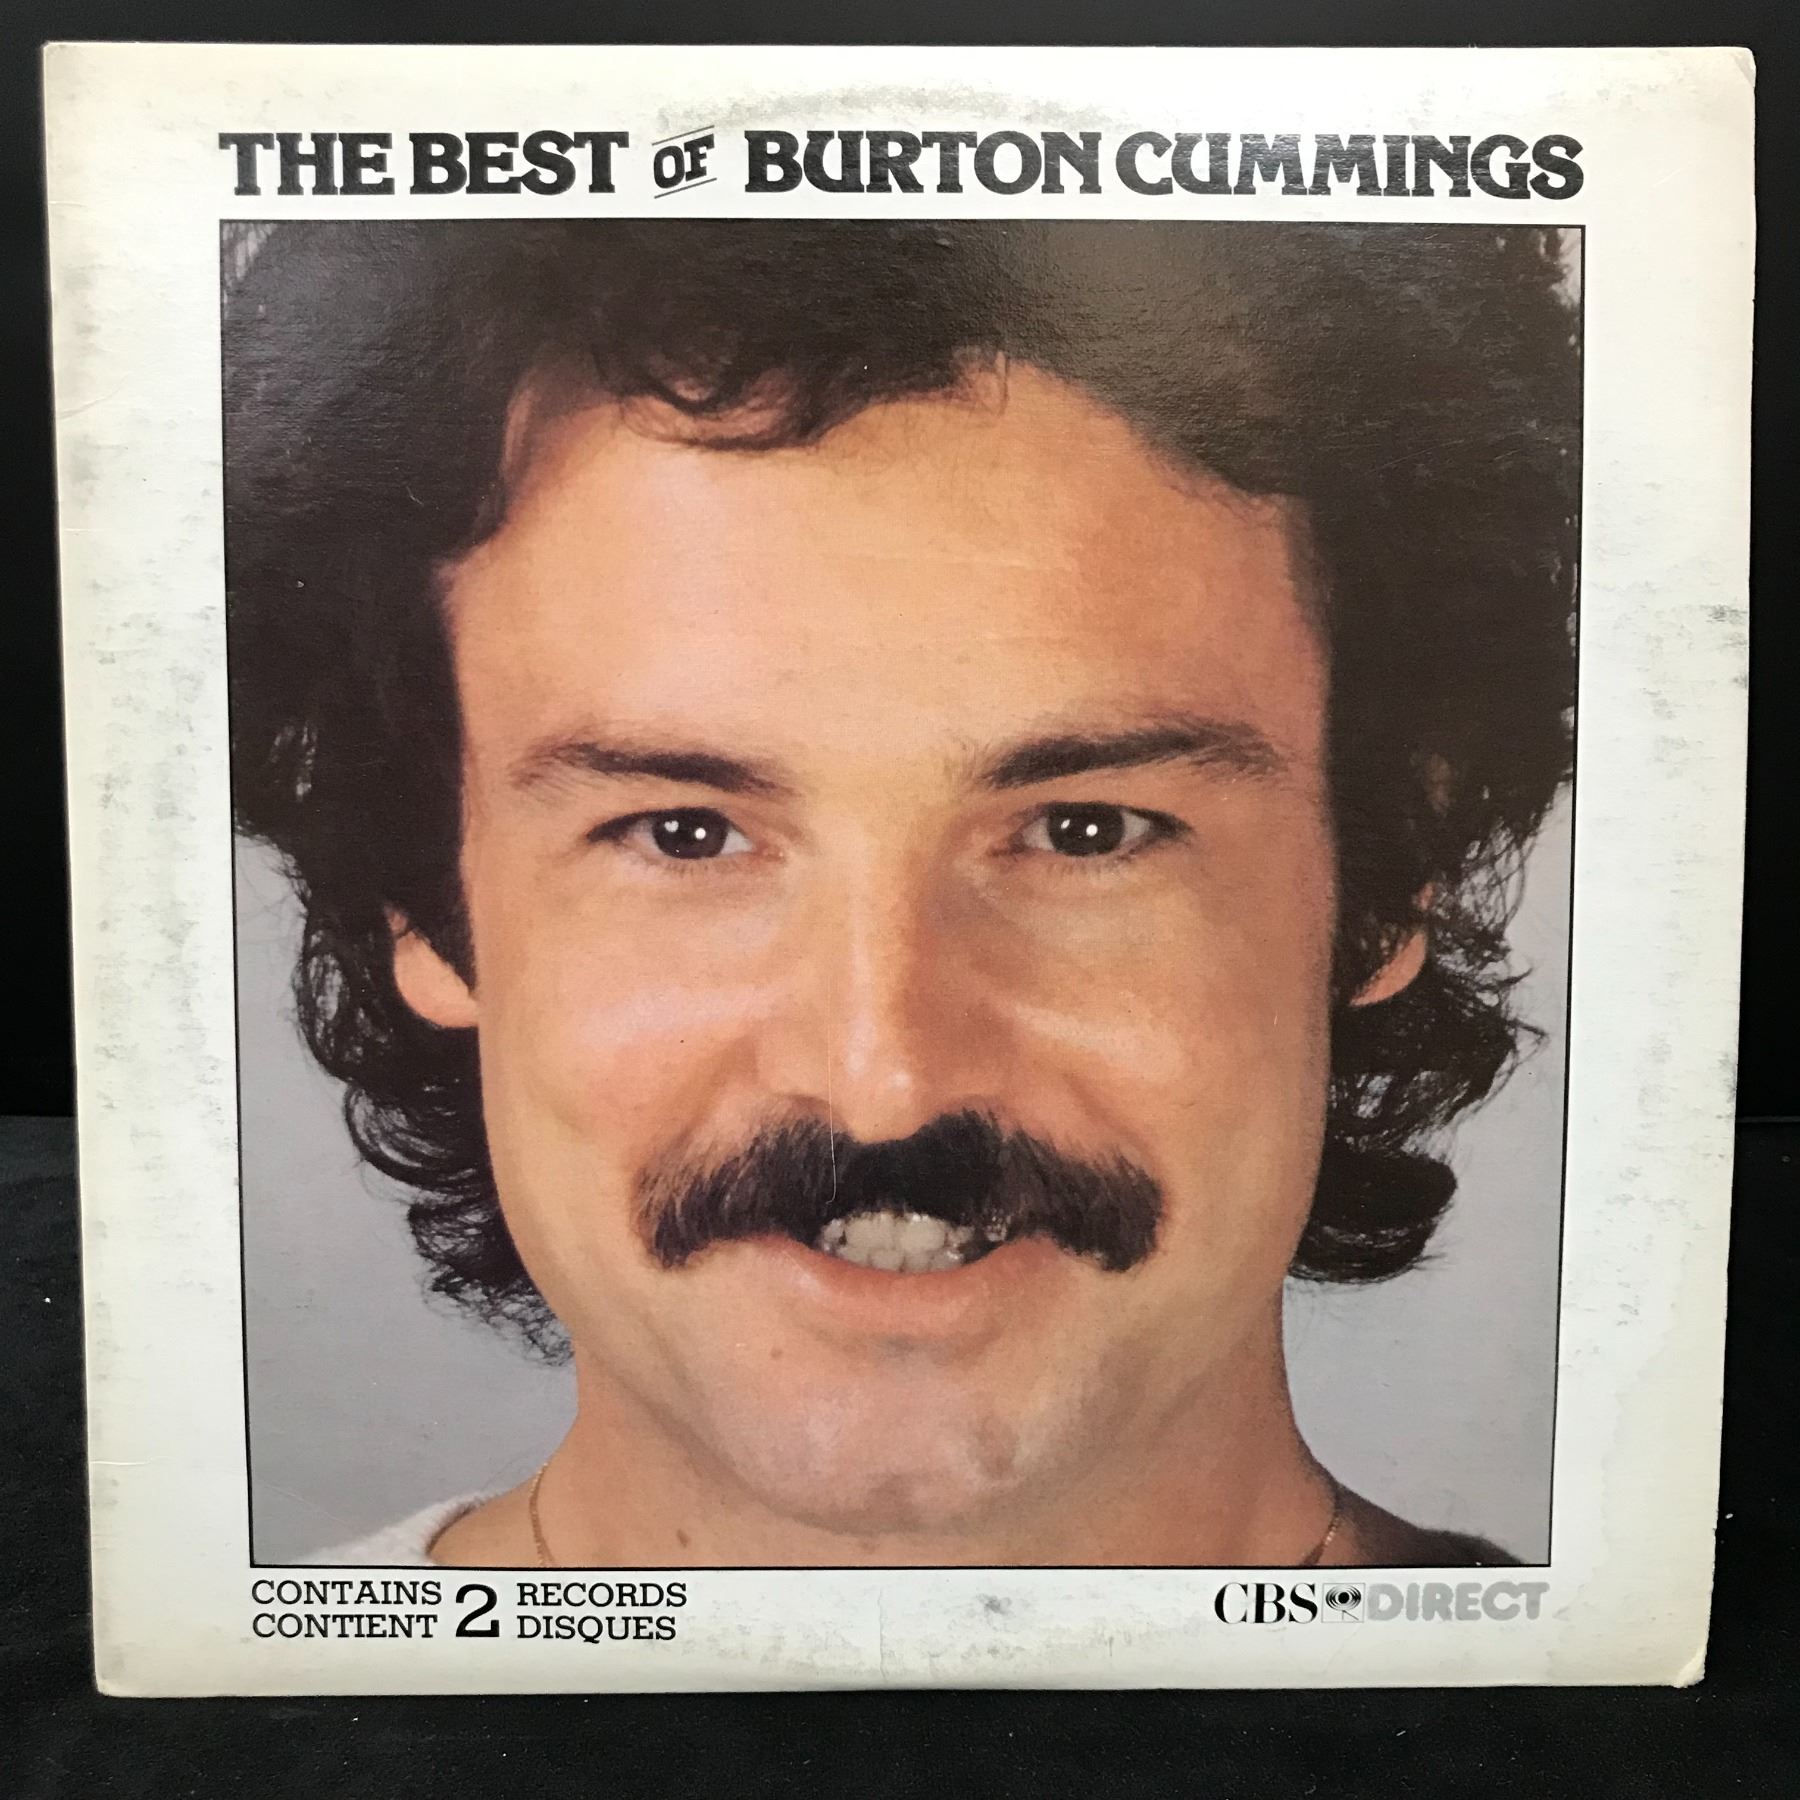 THE BEST OF BURTON CUMMINGS
CONTAINS 2 RECORDS
CONTIENT DISQUES
CBS DIRECT